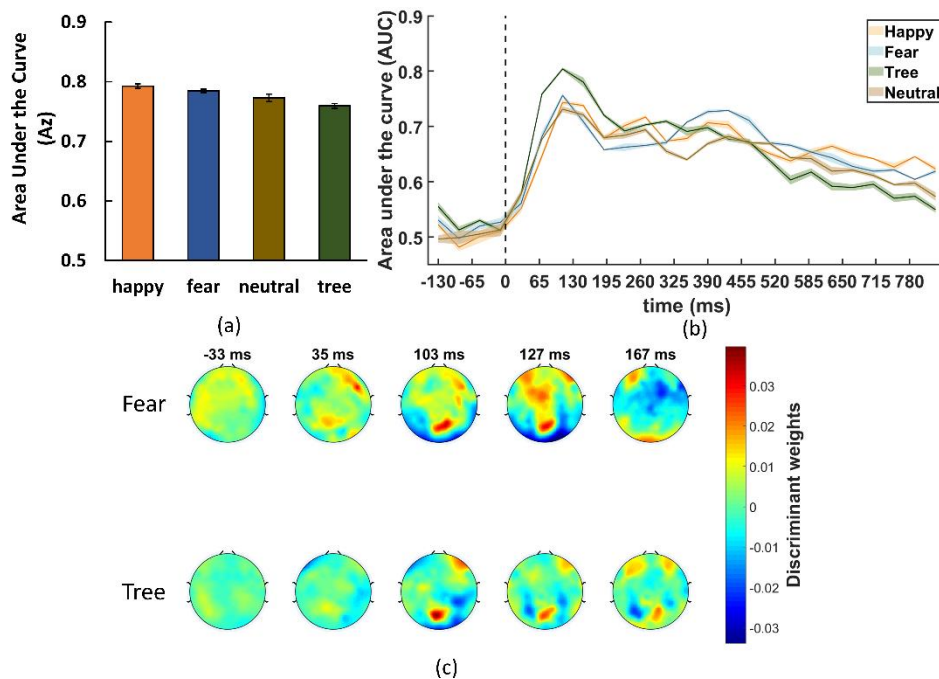 0.9
0.8
0.7
0.6
0.5
Area Under the Curve
(Az)
happy fear neutral tree
(a)
0.9
0.8
0.7
0.6
0.5
Area under the curve (AUC)
Happy
Fear
Tree
Neutral
-130 -65 0 65 130 195 260 325 390 455 520 585 650 715 780
time (ms)
(b)
-33 ms 35 ms 103 ms 127 ms 167 ms
Fear
Tree
0.03
0.02
0.01
0
-0.01
-0.02
-0.03
Discriminant weights
(c)